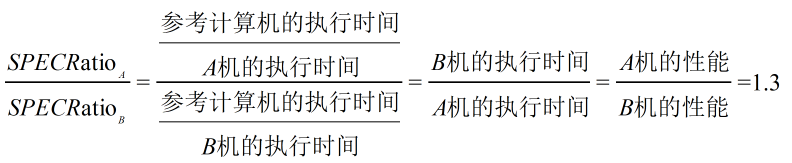 SPECRatio_A / SPECRatio_B = (参考计算机的执行时间 / A机的执行时间) / (参考计算机的执行时间 / B机的执行时间) = B机的执行时间 / A机的执行时间 = A机的性能 / B机的性能 =1.3